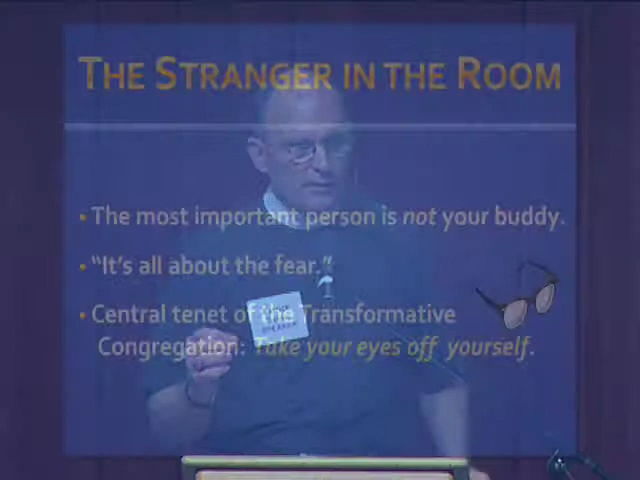 THE STRANGER IN THE ROOM
• The most important person is not your buddy.
• “It's all about the fear.”
• Central tenet of the Transformative
Congregation: Take your eyes off yourself.
SPEAKER